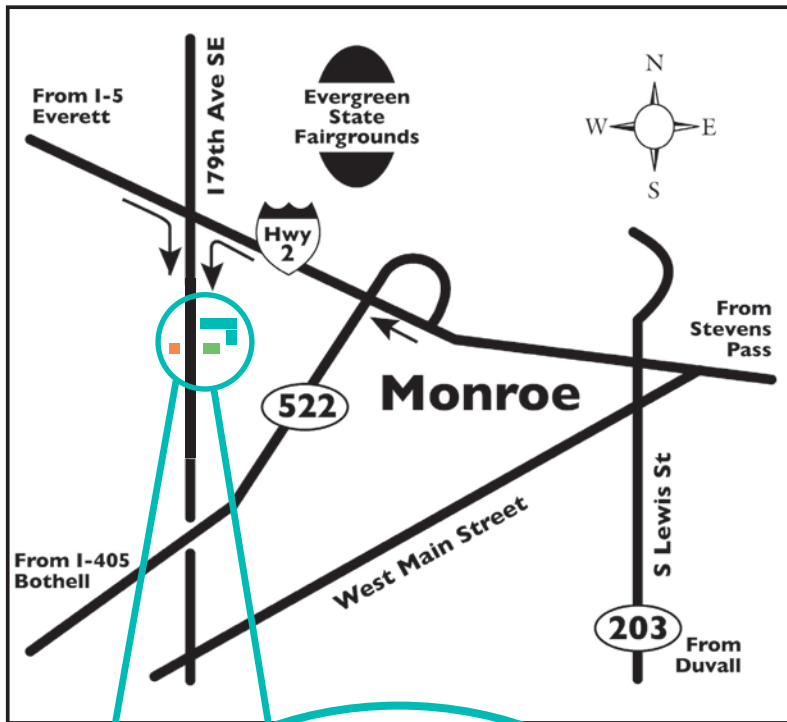 From I-5
Everett
179th Ave SE
Evergreen
State
Fairgrounds
N
W
E
S
Hwy
2
From
Stevens
Pass
522
Monroe
West Main Street
S Lewis St
From I-405
Bothell
203
From
Duvall